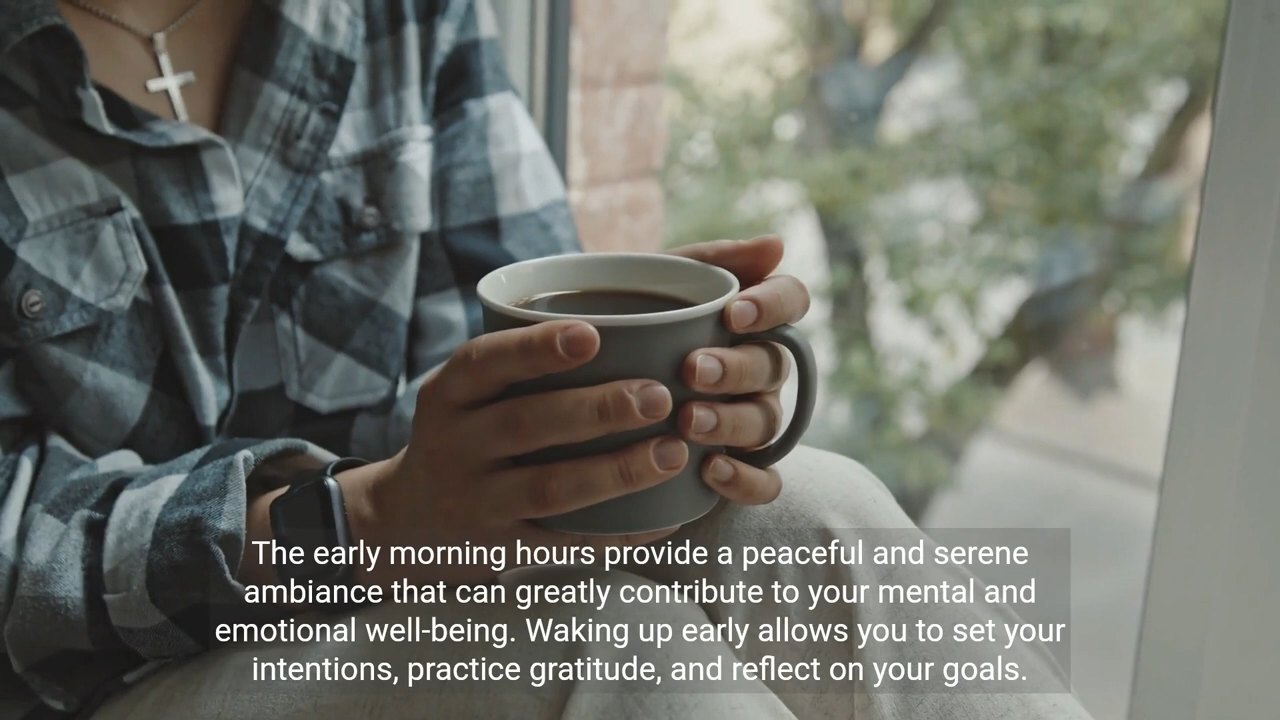 The early morning hours provide a peaceful and serene
ambiance that can greatly contribute to your mental and
emotional well-being. Waking up early allows you to set your
intentions, practice gratitude, and reflect on your goals.